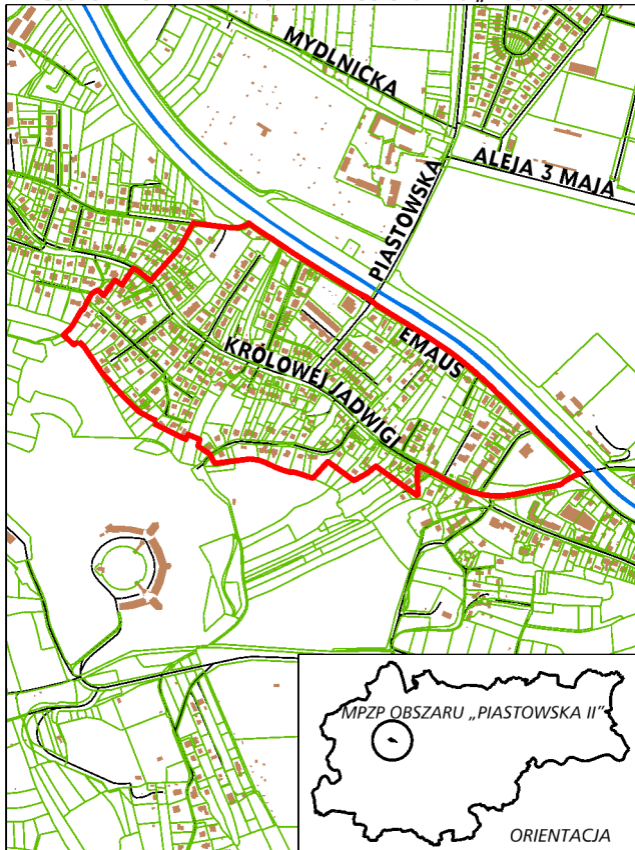 MYDLNICKA
ALEJA 3 MAJA
PIASTOWSKA
EMAUS
KRÓLOWEJ JADWIGI
MPZP OBSZARU „PIASTOWSKA II"
ORIENTACJA